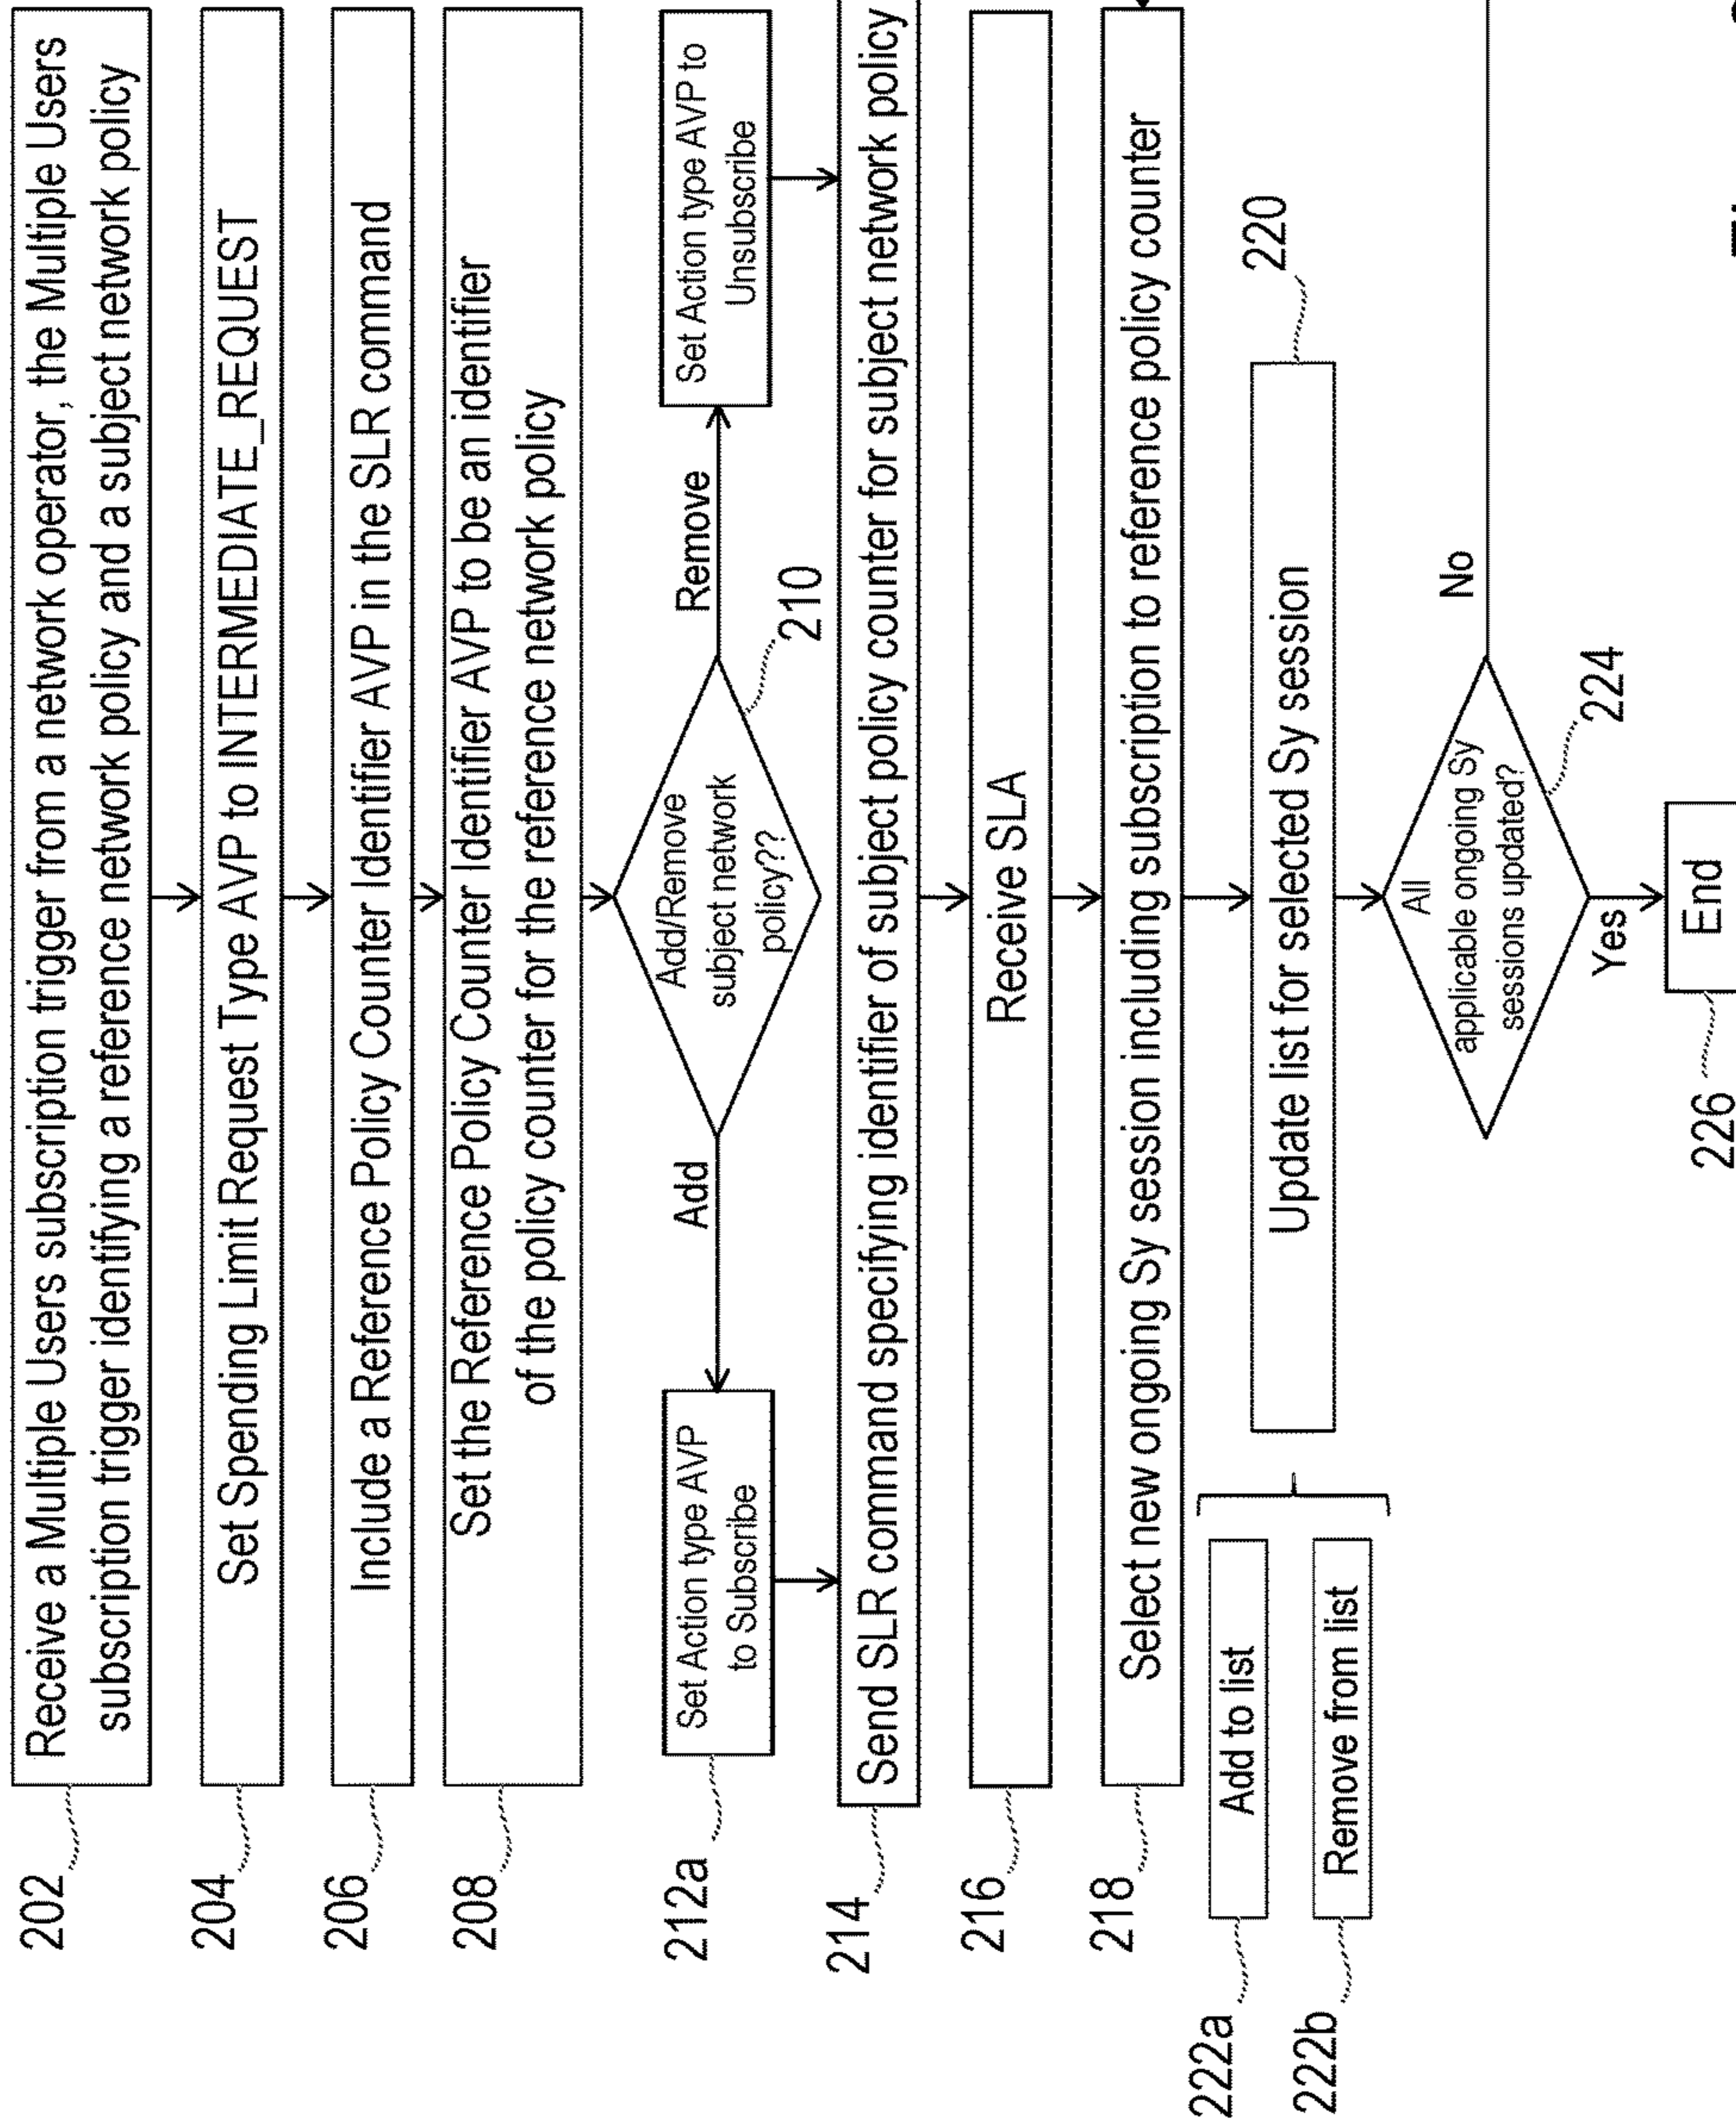 202
Receive a Multiple Users subscription trigger from a network operator, the Multiple Users
subscription trigger identifying a reference network policy and a subject network policy
204
Set Spending Limit Request Type AVP to INTERMEDIATE_REQUEST
206
Include a Reference Policy Counter Identifier AVP in the SLR command
208
Set the Reference Policy Counter Identifier AVP to be an identifier
of the policy counter for the reference network policy
Add/Remove
subject network
policy??
210
Add
Remove
212a
Set Action type AVP
to Subscribe
Set Action type AVP to
Unsubscribe
214
Send SLR command specifying identifier of subject policy counter for subject network policy
216
Receive SLA
218
Select new ongoing Sy session including subscription to reference policy counter
222a
Add to list
222b
Remove from list
Update list for selected Sy session
220
All
applicable ongoing Sy
sessions updated?
224
No
Yes
226
End